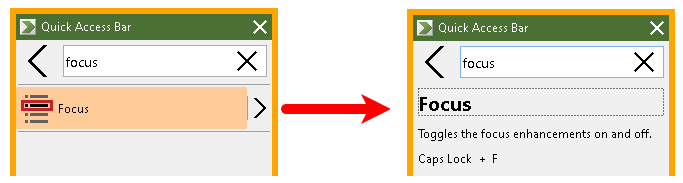 Quick Access Bar
focus
Focus
Quick Access Bar
focus
Focus
Toggles the focus enhancements on and off.
Caps Lock + F